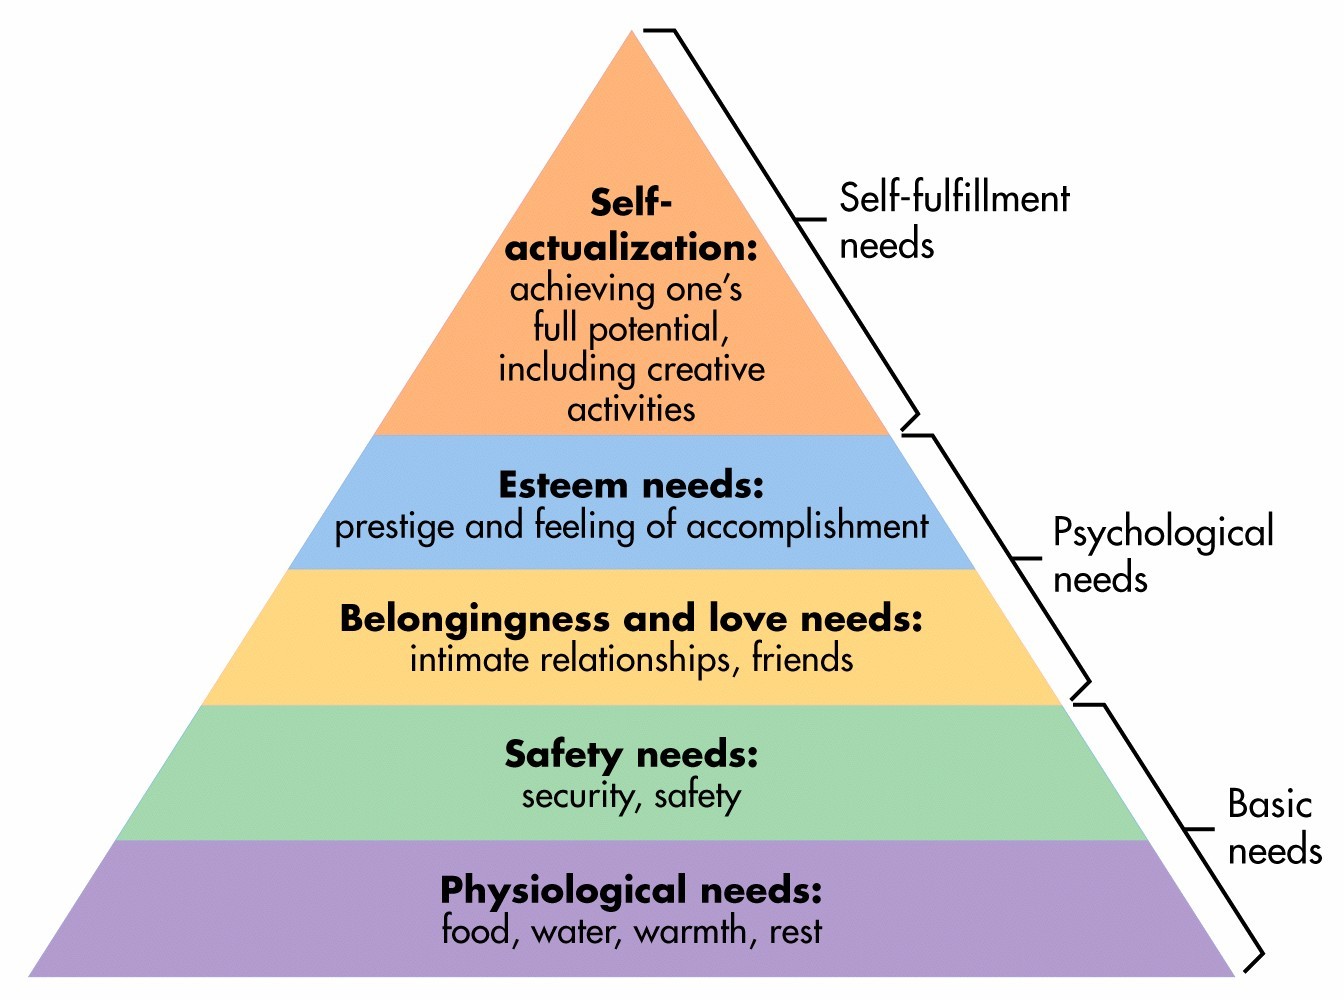 Self-
actualization:
achieving one's
full potential,
including creative
activities
Self-fulfillment
needs
Esteem needs:
prestige and feeling of accomplishment
Belongingness and love needs:
intimate relationships, friends
Psychological
needs
Safety needs:
security, safety
Physiological needs:
food, water, warmth, rest
Basic
needs